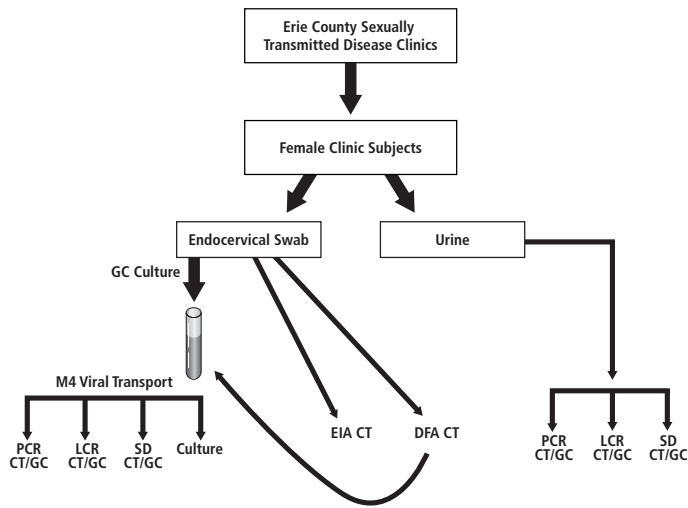 Erie County Sexually
Transmitted Disease Clinics
Female Clinic Subjects
Endocervical Swab
Urine
GC Culture
M4 Viral Transport
PCR
CT/GC
LCR
CT/GC
SD
CT/GC
Culture
EIA CT
DFA CT
PCR
CT/GC
LCR
CT/GC
SD
CT/GC